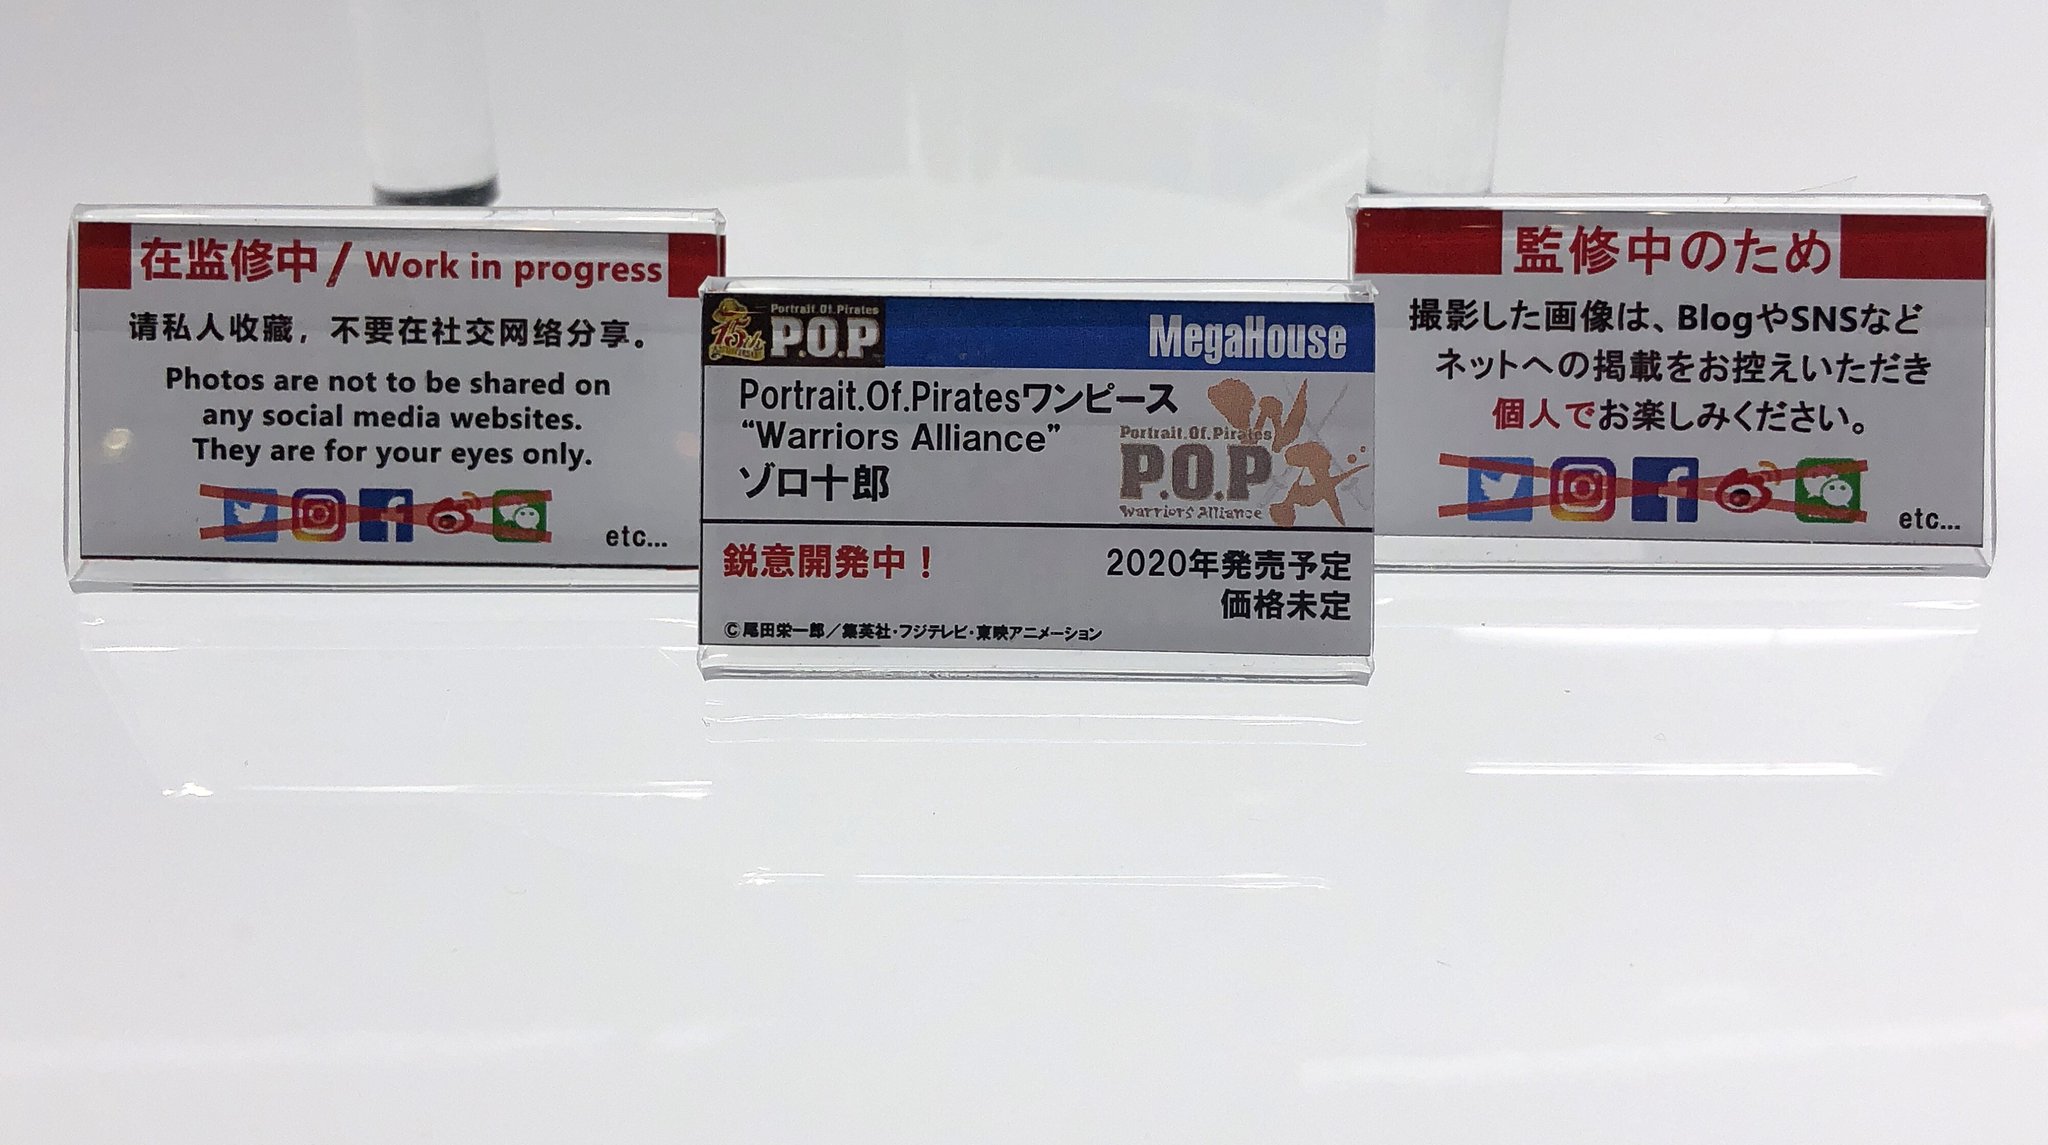 在监修中 / Work in progress
请私人收藏，不要在社交网络分享。
Photos are not to be shared on
any social media websites.
They are for your eyes only.
etc...
15th
Portrait.Of.Pirates
P.O.P
MegaHouse
Portrait.Of.Piratesワンピース
“Warriors Alliance”
ゾロ十郎
Portrait.Of.Pirates
P.O.P
Warriors Alliance
WA
鋭意開発中！
2020年発売予定
価格未定
©尾田栄一郎／集英社・フジテレビ・東映アニメーション
監修中のため
撮影した画像は、BlogやSNSなど
ネットへの掲載をお控えいただき
個人でお楽しみください。
etc...